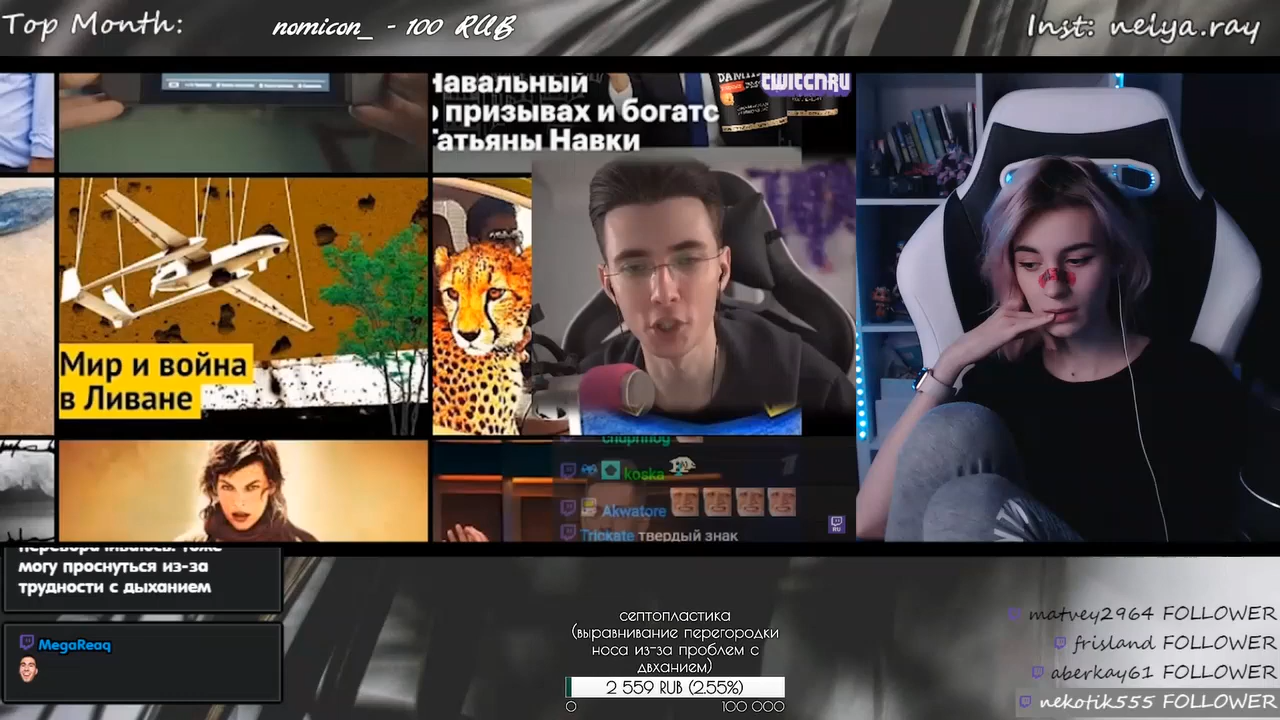 Top Month:
nomicon_ - 100 RUB
Inst: nelya.ray
Навальный
призывах и богатс
Татьяны Навки
TWITCHRU
Мир и война
в Ливане
koska
Akwatore
Trickate твердый знак
RU
могу проснуться из-за
трудности с дыханием
MegaReaq
септопластика
(выравнивание перегородки
носа из-за проблем с
двханием)
2 559 RUB (2.55%)
0 100 000
matvey2964 FOLLOWER
frisland FOLLOWER
aberkay61 FOLLOWER
nekotik555 FOLLOWER